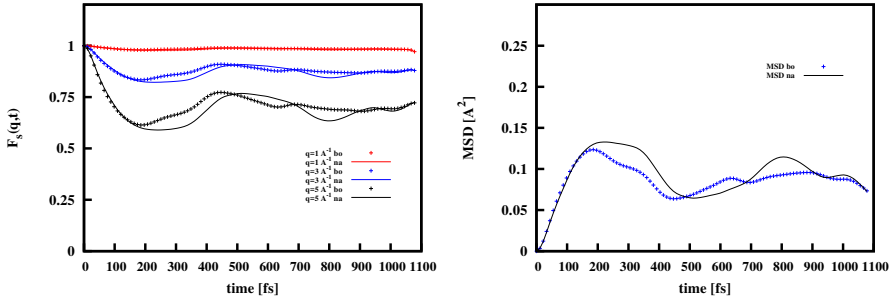 1
0.75
0.5
0.25
0
F_s(q,t)
q=1 A^-1 bo
q=1 A^-1 na
q=3 A^-1 bo
q=3 A^-1 na
q=5 A^-1 bo
q=5 A^-1 na
0 100 200 300 400 500 600 700 800 900 1000 1100
time [fs]
0.25
0.2
0.15
0.1
0.05
0
MSD [A^2]
MSD bo
MSD na
0 100 200 300 400 500 600 700 800 900 1000 1100
time [fs]